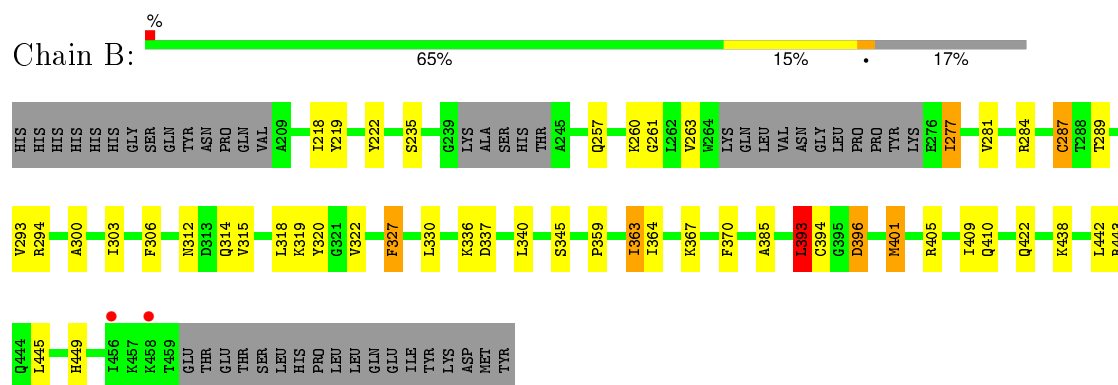 %
Chain B:
65% 15% • 17%
HIS HIS HIS HIS HIS HIS GLY SER GLN TYR ASN PRO GLN VAL A209 I218 Y219 Y222 S235 G239 LYS ALA SER HIS THR A245 Q257 K260 G261 L262 V263 W264 LYS GLN LEU VAL ASN GLY LEU PRO PRO TYR LYS E276 I277 V281 R284 C287 T288 T289
V293 R294 A300 I303 F306 N312 D313 Q314 V315 L318 K319 Y320 G321 V322 F327 L330 K336 D337 L340 S345 P359 I363 I364 K367 F370 A385 L393 C394 G395 D396 M401 R405 I409 Q410 Q422 K438 L442 R443
Q444 L445 H449 I456 K457 K458 T459 GLU THR GLU THR SER LEU HIS PRO LEU LEU GLN GLU ILE TYR LYS ASP MET TYR